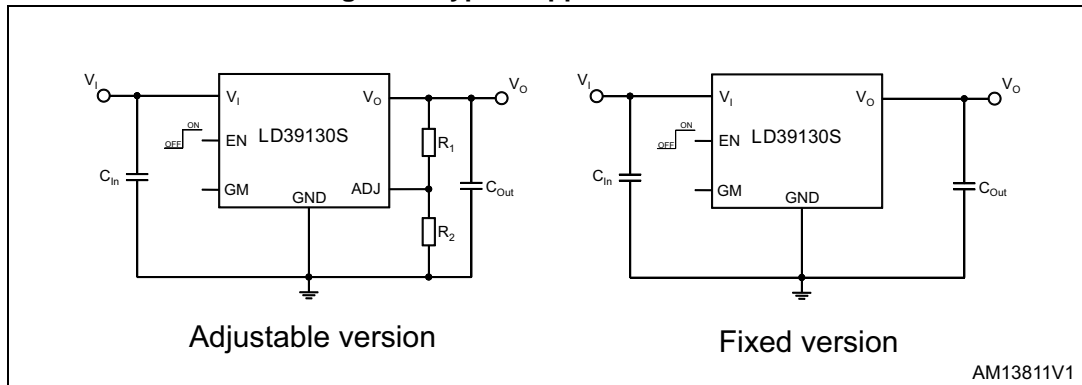 V_I
V_I
EN
GM
OFF
ON
LD39130S
V_O
ADJ
GND
C_In
R_1
R_2
C_Out
V_O
Adjustable version
V_I
V_I
EN
GM
OFF
ON
LD39130S
V_O
GND
C_In
C_Out
V_O
Fixed version
AM13811V1